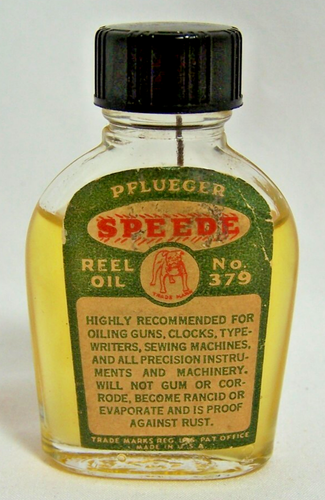 PFLUEGER
SPEEDE
REEL OIL
No. 379
TRADE MARK
HIGHLY RECOMMENDED FOR
OILING GUNS, CLOCKS, TYPE-
WRITERS, SEWING MACHINES,
AND ALL PRECISION INSTRU-
MENTS AND MACHINERY.
WILL NOT GUM OR COR-
RODE, BECOME RANCID OR
EVAPORATE AND IS PROOF
AGAINST RUST.
TRADE MARKS REG. U.S. PAT OFFICE
MADE IN U.S.A.